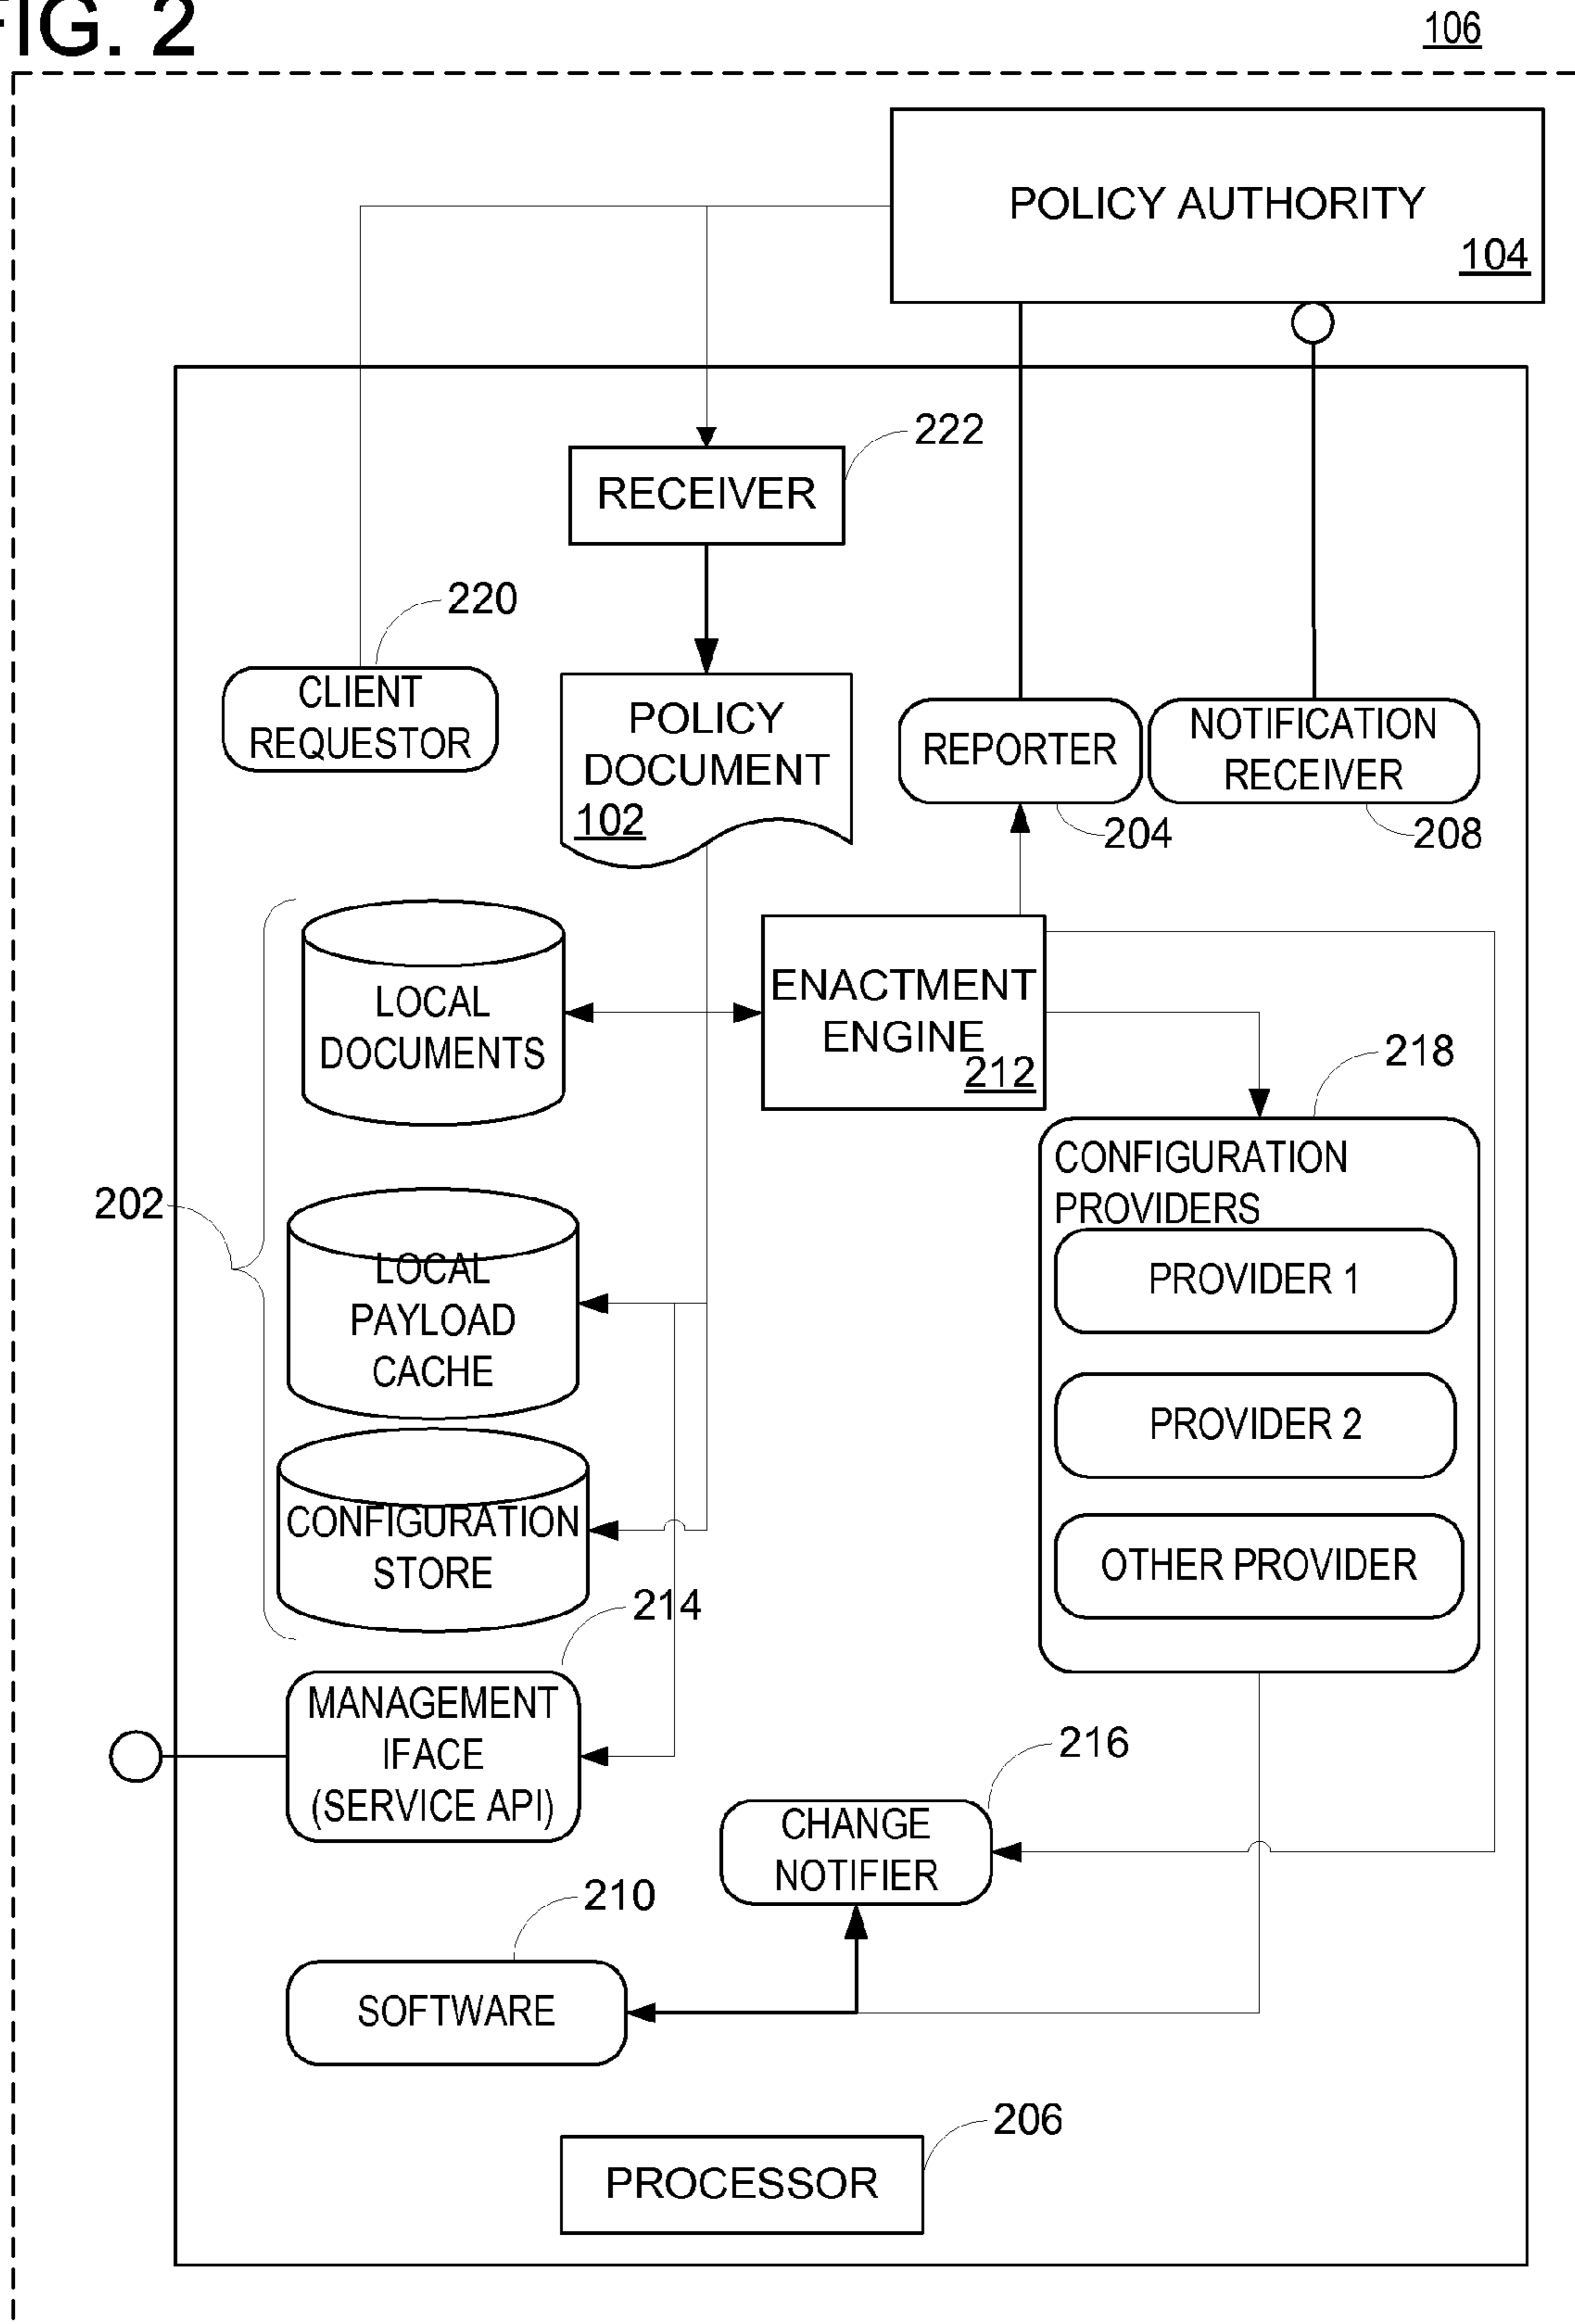 FIG. 2
106
POLICY AUTHORITY
104
222
RECEIVER
220
CLIENT
REQUESTOR
POLICY
DOCUMENT
102
REPORTER
204
NOTIFICATION
RECEIVER
208
LOCAL
DOCUMENTS
ENACTMENT
ENGINE
212
218
202
LOCAL
PAYLOAD
CACHE
CONFIGURATION
PROVIDERS
PROVIDER 1
PROVIDER 2
OTHER PROVIDER
CONFIGURATION
STORE
214
MANAGEMENT
IFACE
(SERVICE API)
216
CHANGE
NOTIFIER
210
SOFTWARE
206
PROCESSOR